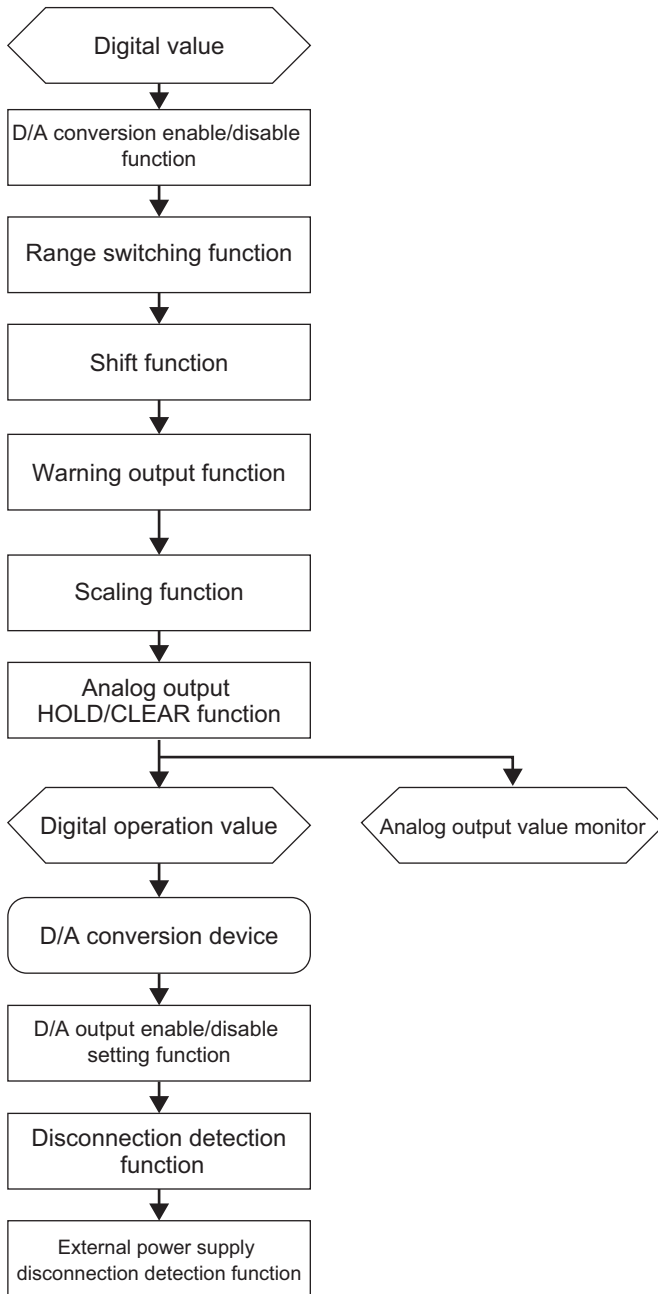 Digital value
D/A conversion enable/disable
function
Range switching function
Shift function
Warning output function
Scaling function
Analog output
HOLD/CLEAR function
Digital operation value
Analog output value monitor
D/A conversion device
D/A output enable/disable
setting function
Disconnection detection
function
External power supply
disconnection detection function